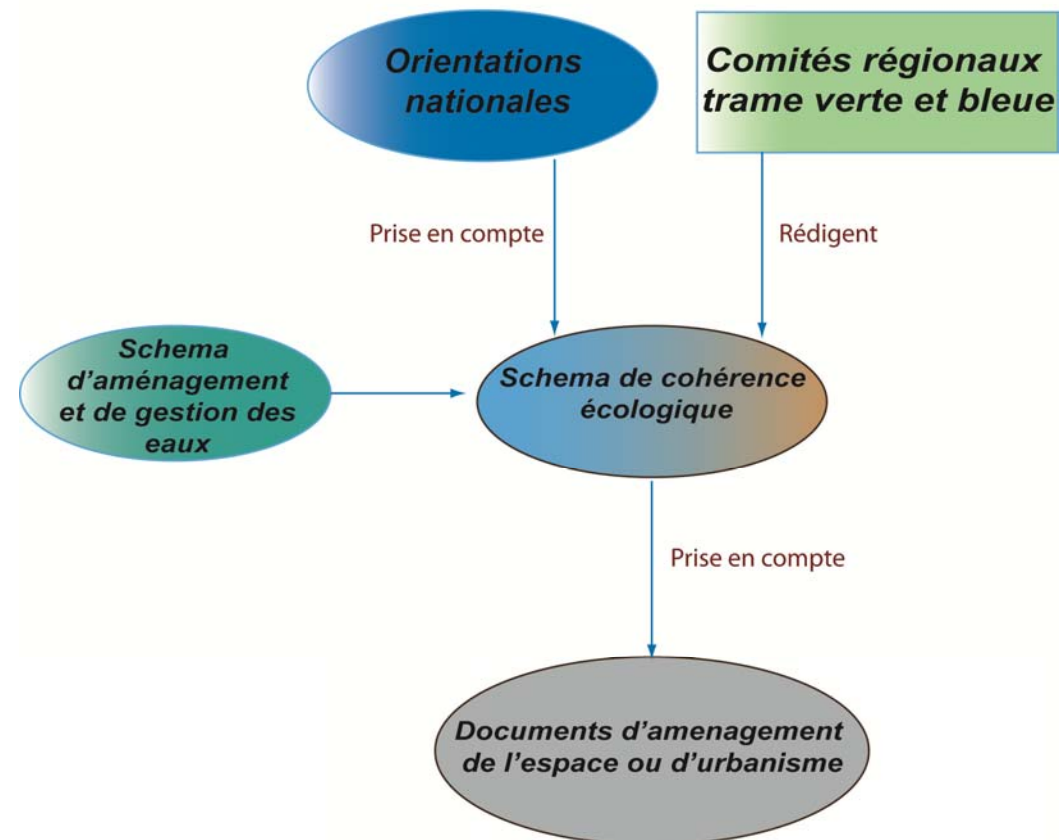 Orientations
nationales
Comités régionaux
trame verte et bleue
Prise en compte
Rédigent
Schema
d'aménagement
et de gestion des
eaux
Schema de cohérence
écologique
Prise en compte
Documents d'amenagement
de l'espace ou d'urbanisme